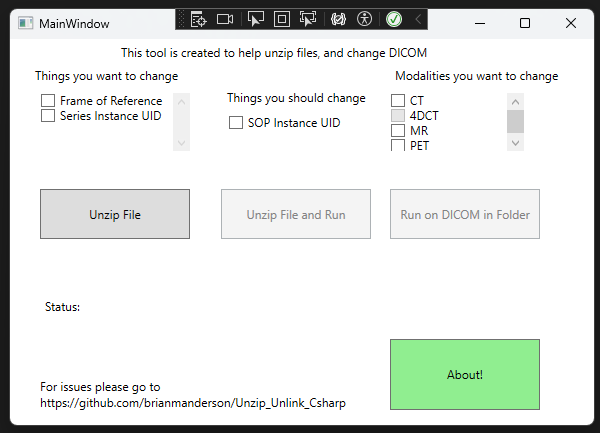 MainWindow
This tool is created to help unzip files, and change DICOM
Things you want to change
Modalities you want to change
Things you should change
Frame of Reference
Series Instance UID
SOP Instance UID
CT
4DCT
MR
PET
Unzip File
Unzip File and Run
Run on DICOM in Folder
Status:
About!
For issues please go to
https://github.com/brianmanderson/Unzip_Unlink_Csharp